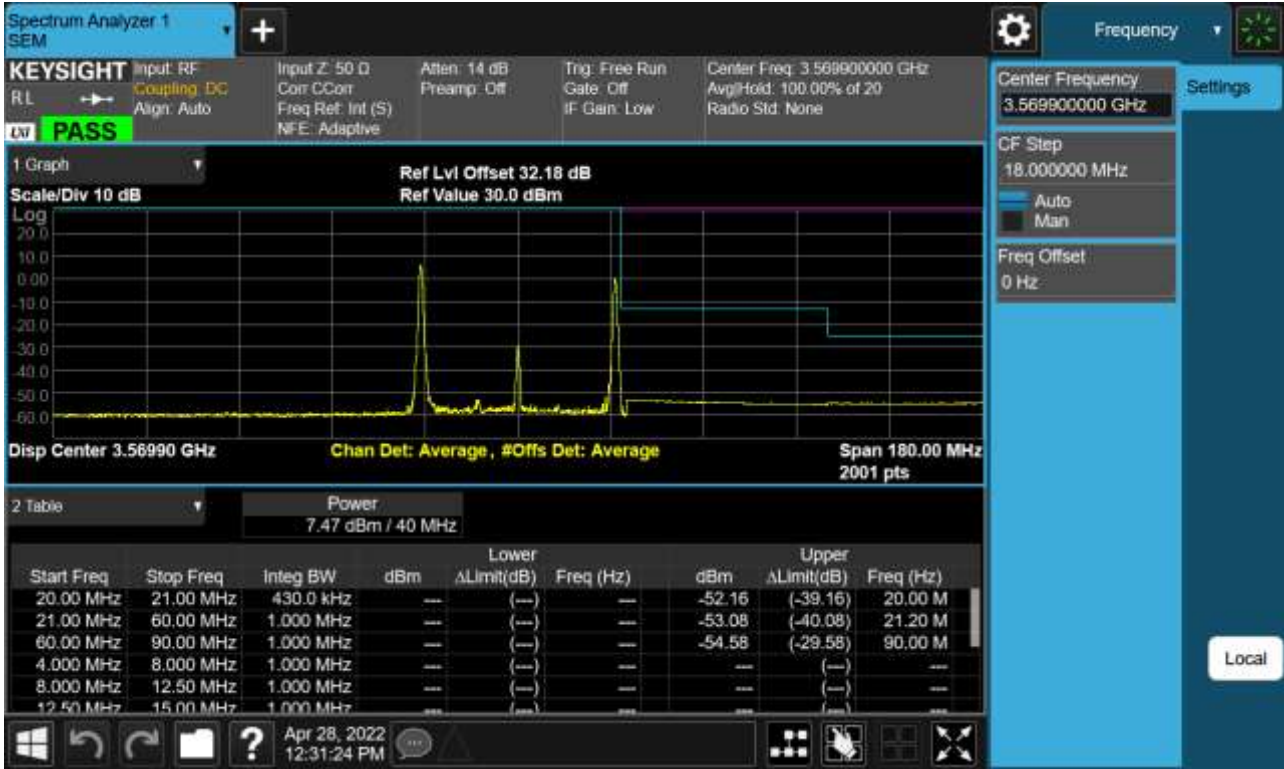 Spectrum Analyzer 1
SEM
+
Frequency
KEYSIGHT
RL
LXI
PASS
Input: RF
Coupling: DC
Align: Auto
Input Z: 50 Ω
Corr CCorr
Freq Ref: Int (S)
NFE: Adaptive
Atten: 14 dB
Preamp: Off
Trig: Free Run
Gate: Off
IF Gain: Low
Center Freq: 3.569900000 GHz
Avg|Hold: 100.00% of 20
Radio Std: None
Center Frequency
3.569900000 GHz
Settings
CF Step
18.000000 MHz
Auto
Man
Freq Offset
0 Hz
Local
1 Graph
Scale/Div 10 dB
Ref Lvl Offset 32.18 dB
Ref Value 30.0 dBm
Log
20.0
10.0
0.00
-10.0
-20.0
-30.0
-40.0
-50.0
-60.0
Disp Center 3.56990 GHz
Chan Det: Average, #Offs Det: Average
Span 180.00 MHz
2001 pts
2 Table
Power
7.47 dBm / 40 MHz
Lower Upper
Start Freq Stop Freq Integ BW dBm ΔLimit(dB) Freq (Hz) dBm ΔLimit(dB) Freq (Hz)
20.00 MHz 21.00 MHz 430.0 kHz --- (---) --- -52.16 (-39.16) 20.00 M
21.00 MHz 60.00 MHz 1.000 MHz --- (---) --- -53.08 (-40.08) 21.20 M
60.00 MHz 90.00 MHz 1.000 MHz --- (---) --- -54.58 (-29.58) 90.00 M
4.000 MHz 8.000 MHz 1.000 MHz --- (---) --- --- (---) ---
8.000 MHz 12.50 MHz 1.000 MHz --- (---) --- --- (---) ---
12.50 MHz 15.00 MHz 1.000 MHz --- (---) --- --- (---) ---
?
Apr 28, 2022
12:31:24 PM